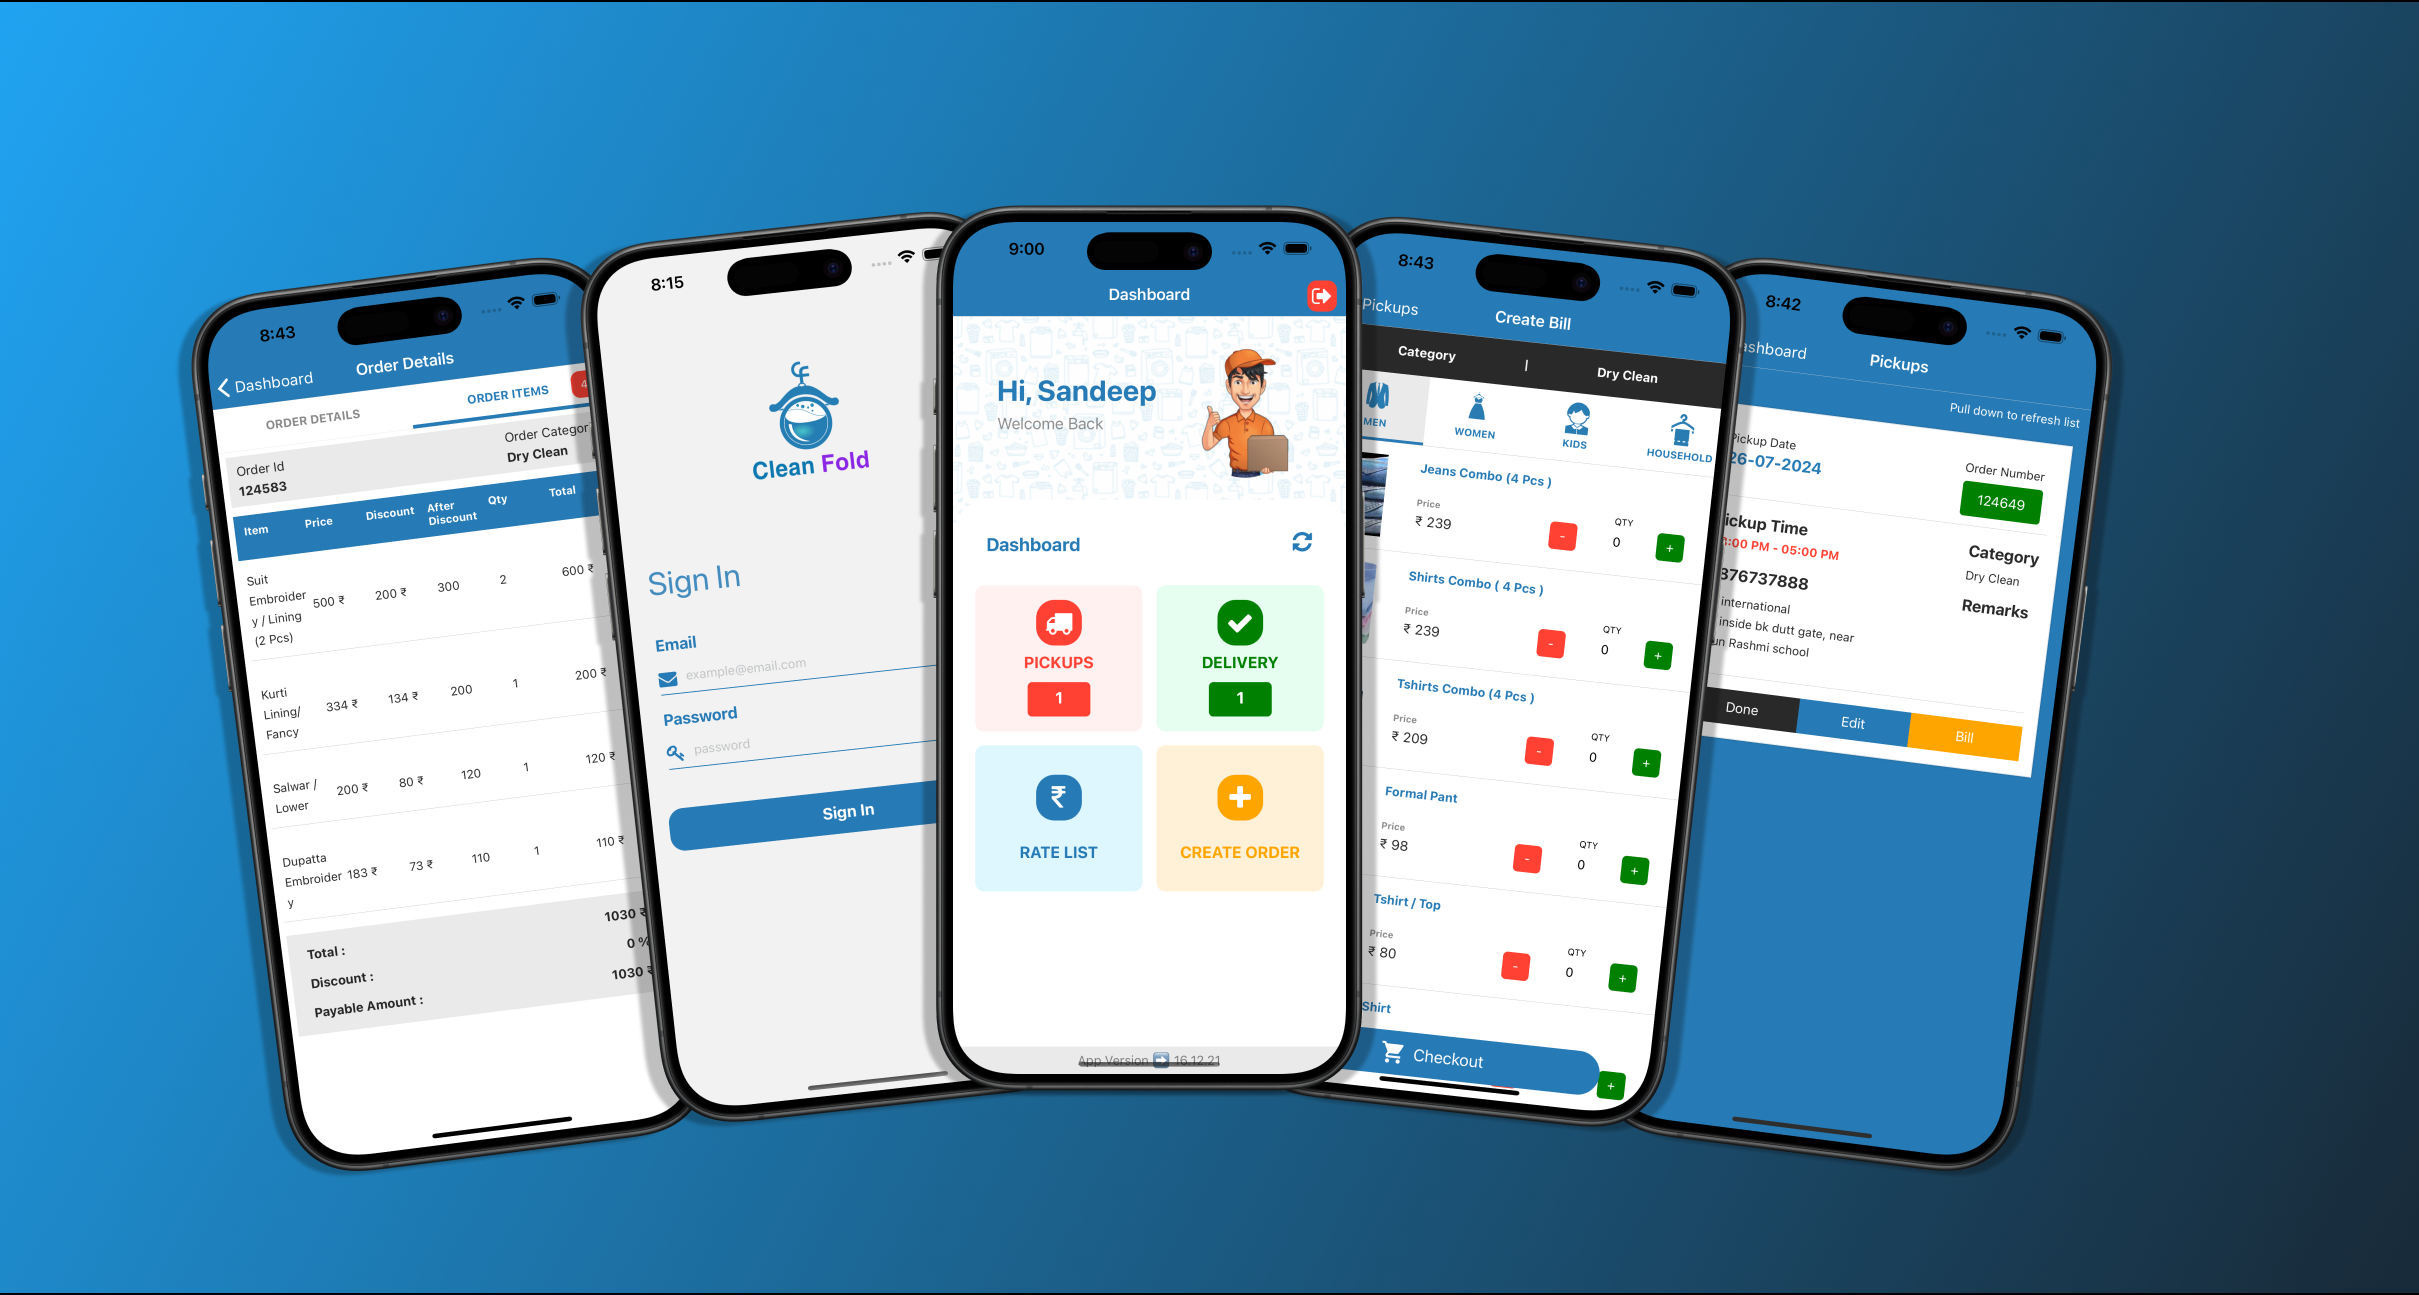 8:43
Dashboard
Order Details
ORDER DETAILS
ORDER ITEMS
4
Order Id
124583
Order Categor
Dry Clean
Item Price Discount After Discount Qty Total
Suit
Embroider
y / Lining
(2 Pcs)
500 ₹ 200 ₹ 300 2 600 ₹
Kurti
Lining/
Fancy
334 ₹ 134 ₹ 200 1 200 ₹
Salwar /
Lower
200 ₹ 80 ₹ 120 1 120 ₹
Dupatta
Embroider
y
183 ₹ 73 ₹ 110 1 110 ₹
Total : 1030 ₹
Discount : 0 %
Payable Amount : 1030 ₹
8:15
CF
Clean Fold
Sign In
Email
example@email.com
Password
password
Sign In
9:00
Dashboard
Hi, Sandeep
Welcome Back
Dashboard
PICKUPS
1
DELIVERY
1
₹
RATE LIST
CREATE ORDER
App Version ➡️ 16.12.21
8:43
Pickups
Create Bill
Category | Dry Clean
MEN
WOMEN
KIDS
HOUSEHOLD
Jeans Combo (4 Pcs )
Price
₹ 239
QTY
- 0 +
Shirts Combo ( 4 Pcs )
Price
₹ 239
QTY
- 0 +
Tshirts Combo (4 Pcs )
Price
₹ 209
QTY
- 0 +
Formal Pant
Price
₹ 98
QTY
- 0 +
Tshirt / Top
Price
₹ 80
QTY
- 0 +
Shirt
Checkout
+
8:42
ashboard
Pickups
Pull down to refresh list
Pickup Date
26-07-2024
Order Number
124649
ickup Time
:00 PM - 05:00 PM
Category
Dry Clean
376737888
Remarks
international
inside bk dutt gate, near
un Rashmi school
Done
Edit
Bill